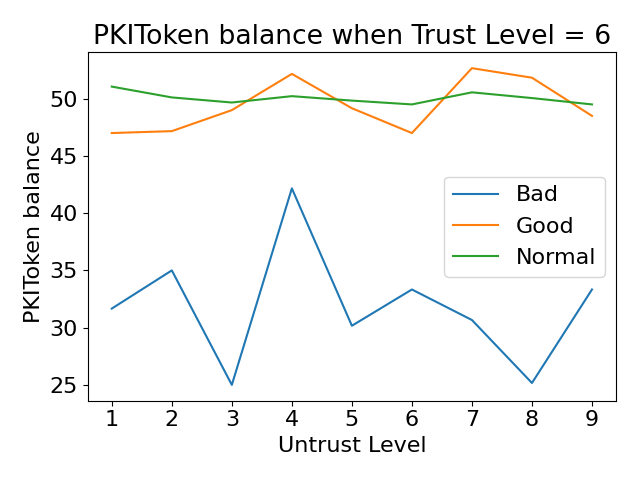 PKIToken balance when Trust Level = 6
PKIToken balance
50
45
40
35
30
25
Bad
Good
Normal
1 2 3 4 5 6 7 8 9
Untrust Level